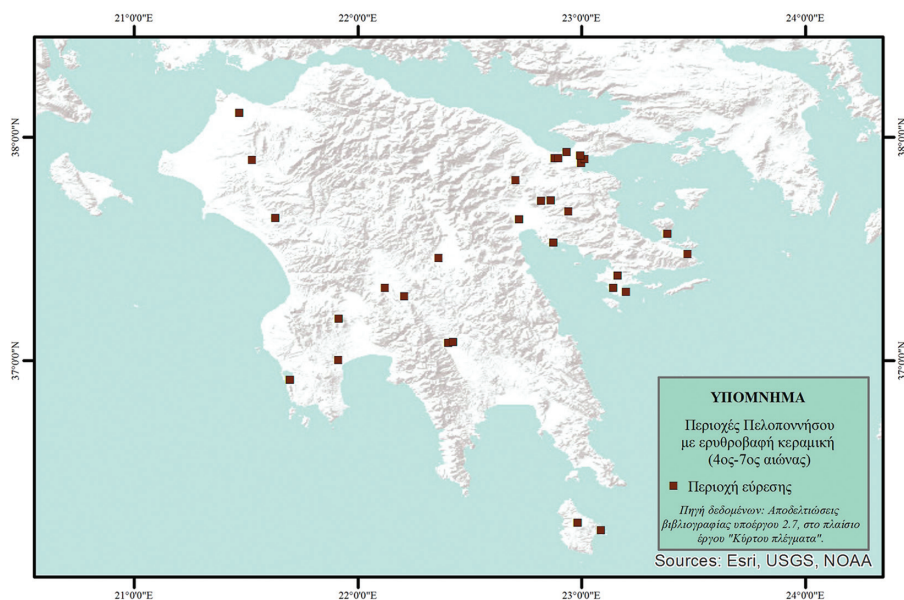 21°0'0"E 22°0'0"E 23°0'0"E 24°0'0"E
38°0'0"N 38°0'0"N
37°0'0"N 37°0'0"N
ΥΠΟΜΝΗΜΑ
Περιοχές Πελοποννήσου
με ερυθροβαφή κεραμική
(4ος-7ος αιώνας)
Περιοχή εύρεσης
Πηγή δεδομένων: Αποδελτιώσεις
βιβλιογραφίας υποέργου 2.7, στο πλαίσιο
έργου "Κύρτου πλέγματα".
Sources: Esri, USGS, NOAA
21°0'0"E 22°0'0"E 23°0'0"E 24°0'0"E